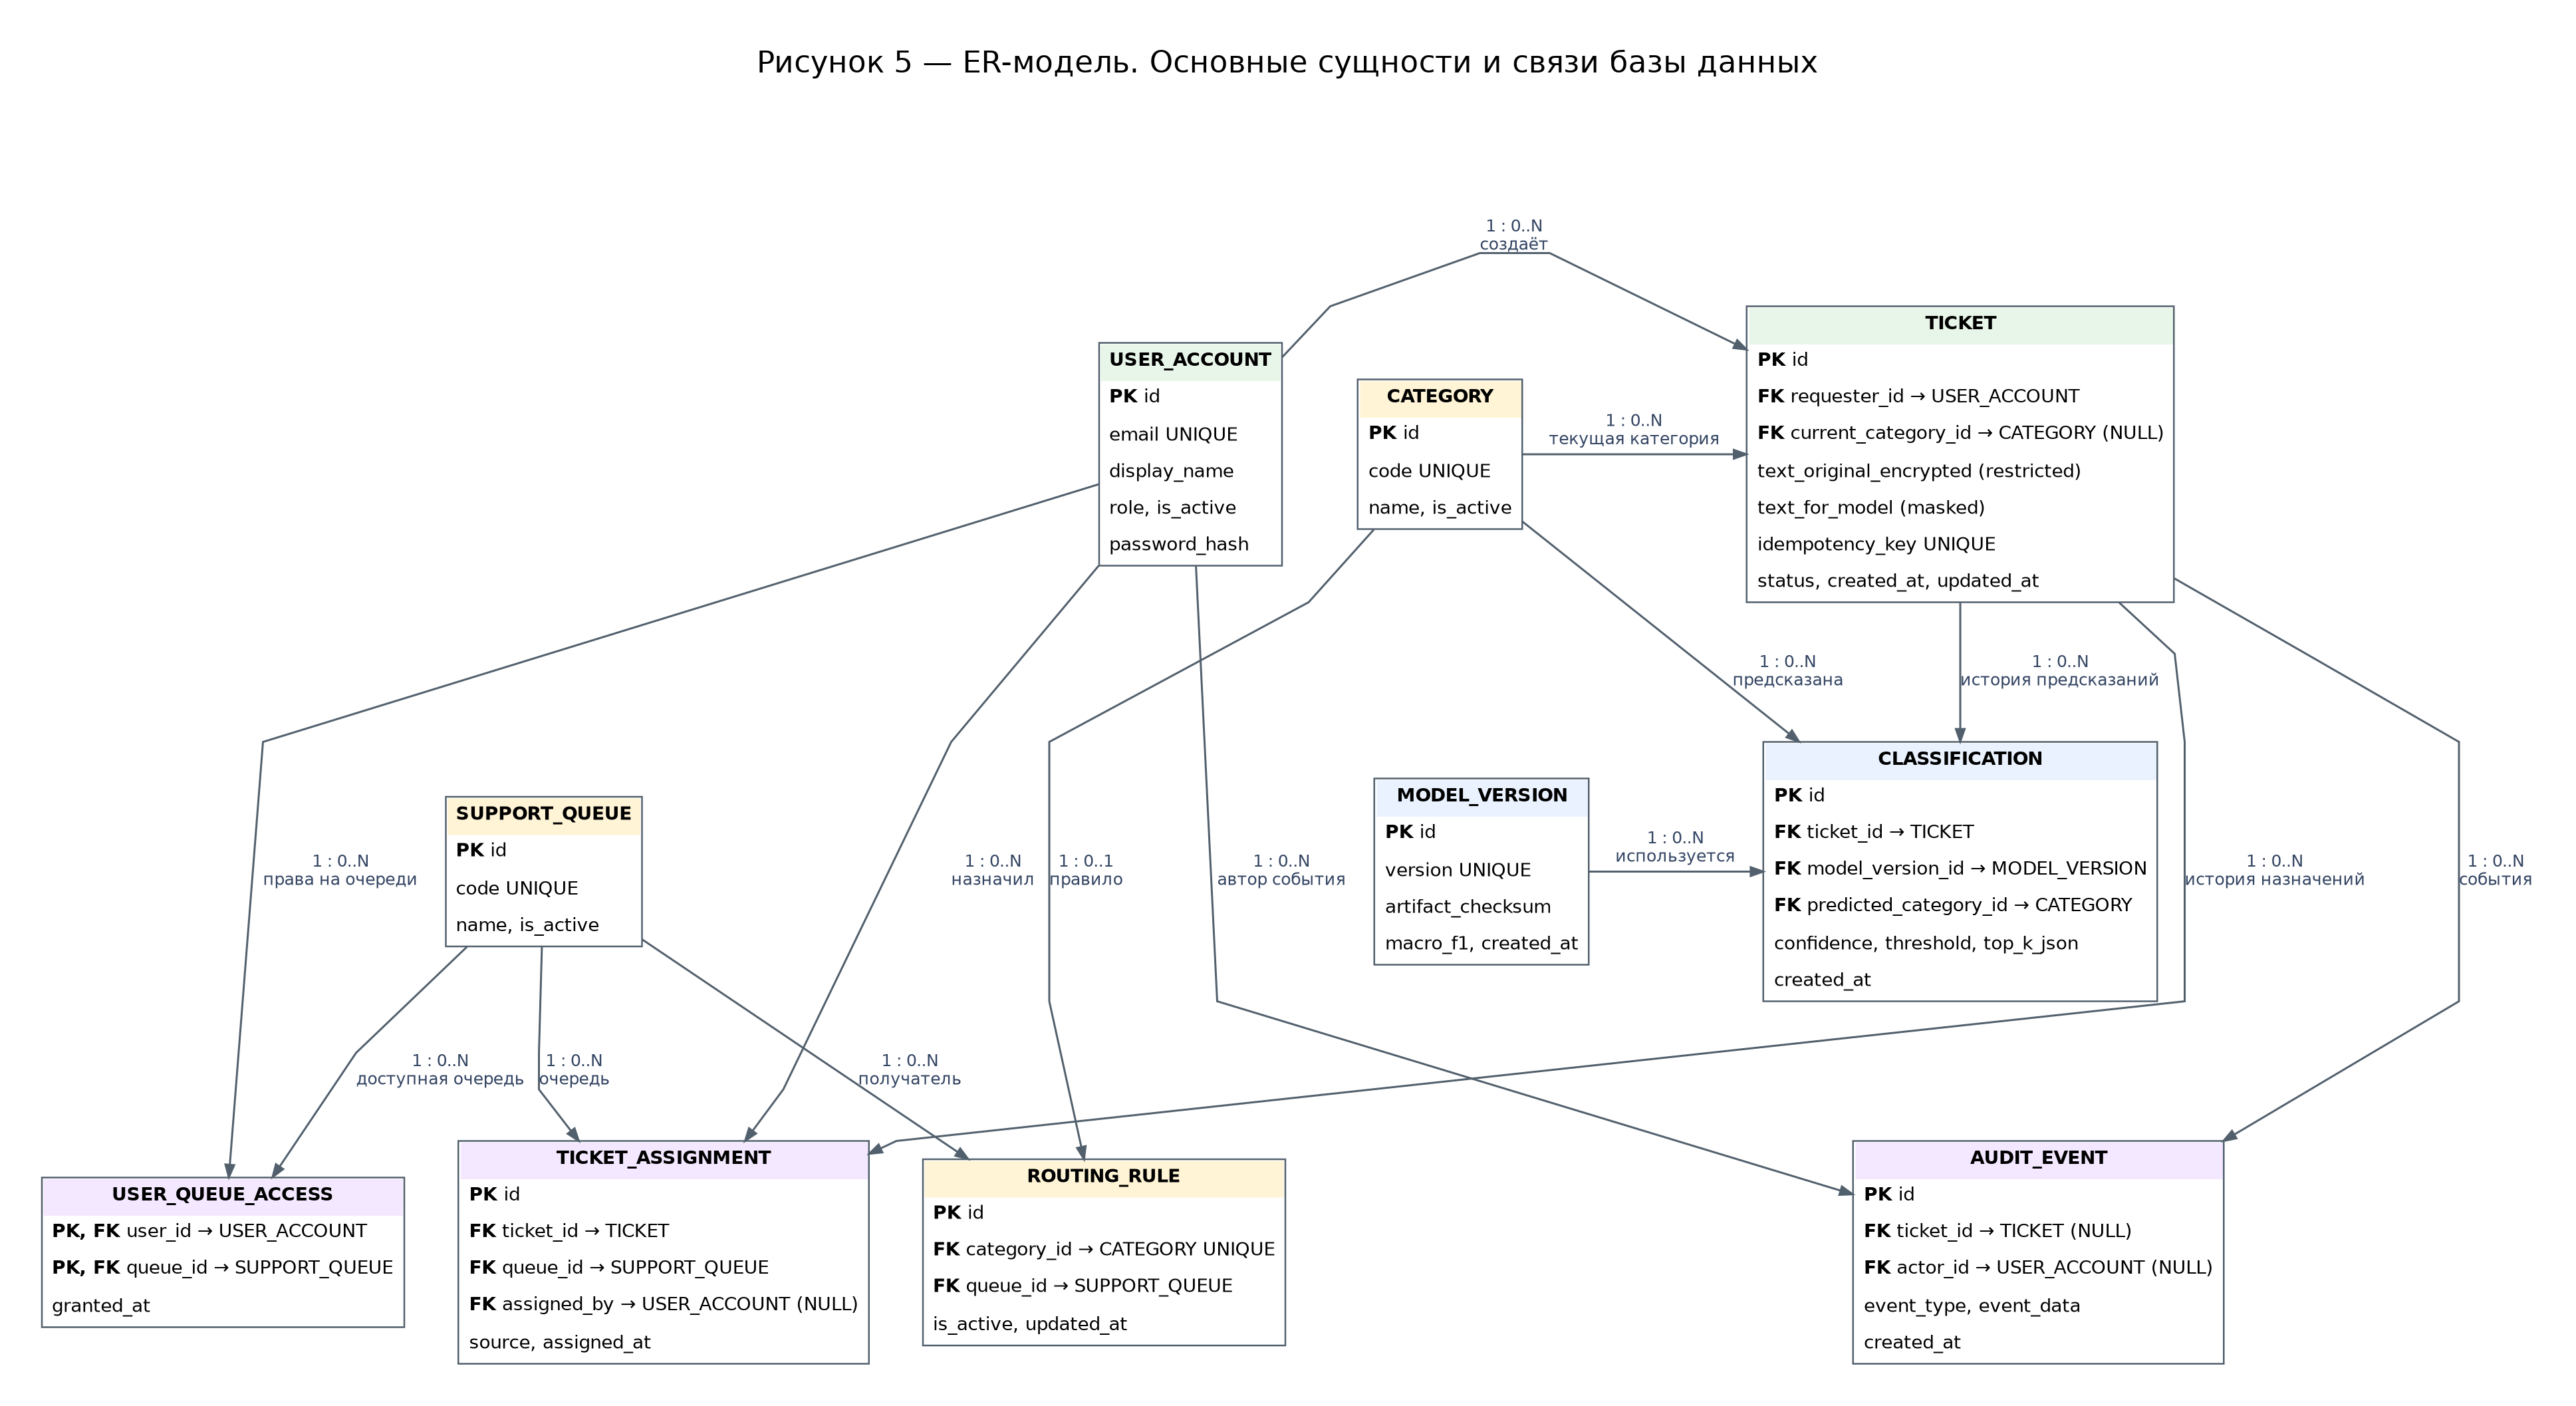 Рисунок 5 — ER-модель. Основные сущности и связи базы данных
1 : 0..N
создаёт
USER_ACCOUNT
PK id
email UNIQUE
display_name
role, is_active
password_hash
CATEGORY
PK id
code UNIQUE
name, is_active
1 : 0..N
текущая категория
TICKET
PK id
FK requester_id → USER_ACCOUNT
FK current_category_id → CATEGORY (NULL)
text_original_encrypted (restricted)
text_for_model (masked)
idempotency_key UNIQUE
status, created_at, updated_at
1 : 0..N
предсказана
1 : 0..N
история предсказаний
SUPPORT_QUEUE
PK id
code UNIQUE
name, is_active
MODEL_VERSION
PK id
version UNIQUE
artifact_checksum
macro_f1, created_at
1 : 0..N
используется
CLASSIFICATION
PK id
FK ticket_id → TICKET
FK model_version_id → MODEL_VERSION
FK predicted_category_id → CATEGORY
confidence, threshold, top_k_json
created_at
1 : 0..N
права на очереди
1 : 0..N
назначил
1 : 0..1
правило
1 : 0..N
автор события
1 : 0..N
история назначений
1 : 0..N
события
1 : 0..N
доступная очередь
1 : 0..N
очередь
1 : 0..N
получатель
USER_QUEUE_ACCESS
PK, FK user_id → USER_ACCOUNT
PK, FK queue_id → SUPPORT_QUEUE
granted_at
TICKET_ASSIGNMENT
PK id
FK ticket_id → TICKET
FK queue_id → SUPPORT_QUEUE
FK assigned_by → USER_ACCOUNT (NULL)
source, assigned_at
ROUTING_RULE
PK id
FK category_id → CATEGORY UNIQUE
FK queue_id → SUPPORT_QUEUE
is_active, updated_at
AUDIT_EVENT
PK id
FK ticket_id → TICKET (NULL)
FK actor_id → USER_ACCOUNT (NULL)
event_type, event_data
created_at